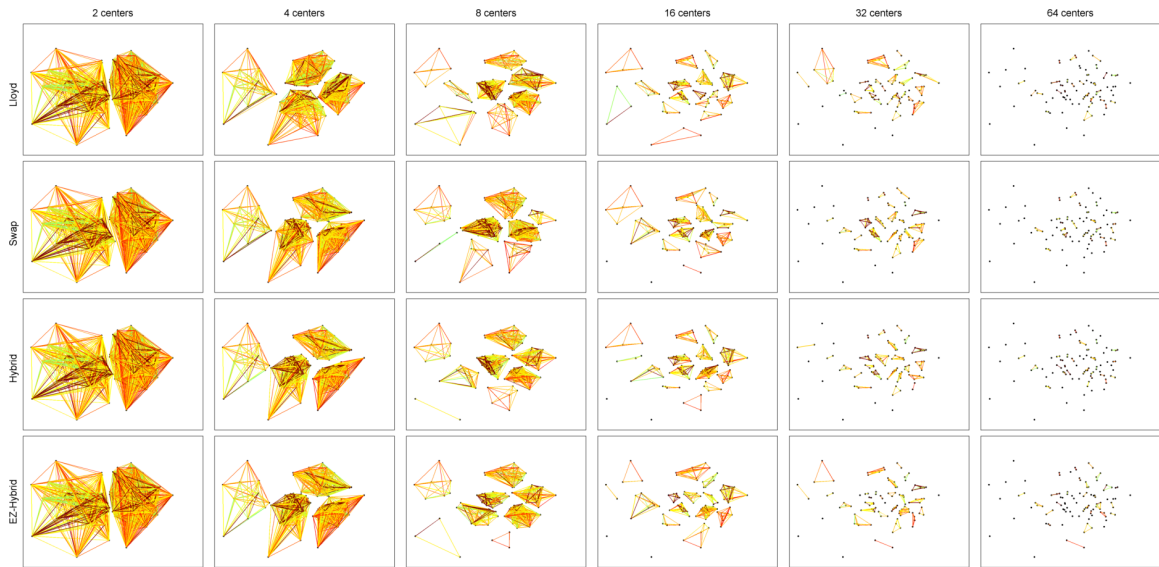 2 centers
4 centers
8 centers
16 centers
32 centers
64 centers
Lloyd
Swap
Hybrid
EZ-Hybrid